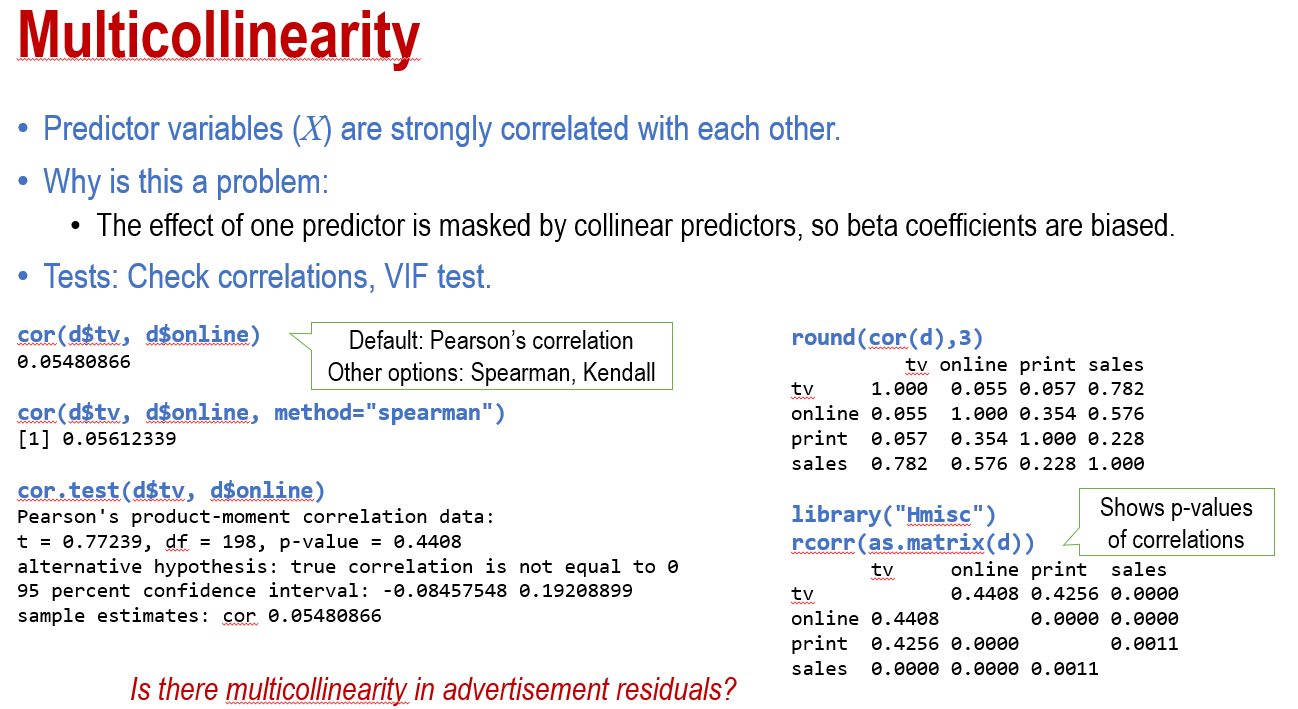 Multicollinearity
• Predictor variables (X) are strongly correlated with each other.
• Why is this a problem:
• The effect of one predictor is masked by collinear predictors, so beta coefficients are biased.
• Tests: Check correlations, VIF test.
cor(d$tv, d$online)
0.05480866
Default: Pearson's correlation
Other options: Spearman, Kendall
cor(d$tv, d$online, method="spearman")
[1] 0.05612339
cor.test(d$tv, d$online)
Pearson's product-moment correlation data:
t = 0.77239, df = 198, p-value = 0.4408
alternative hypothesis: true correlation is not equal to 0
95 percent confidence interval: -0.08457548 0.19208899
sample estimates: cor 0.05480866
round(cor(d),3)
tv online print sales
tv 1.000 0.055 0.057 0.782
online 0.055 1.000 0.354 0.576
print 0.057 0.354 1.000 0.228
sales 0.782 0.576 0.228 1.000
library("Hmisc")
rcorr(as.matrix(d))
Shows p-values
of correlations
tv online print sales
tv 0.4408 0.4256 0.0000
online 0.4408 0.0000 0.0000
print 0.4256 0.0000 0.0011
sales 0.0000 0.0000 0.0011
Is there multicollinearity in advertisement residuals?